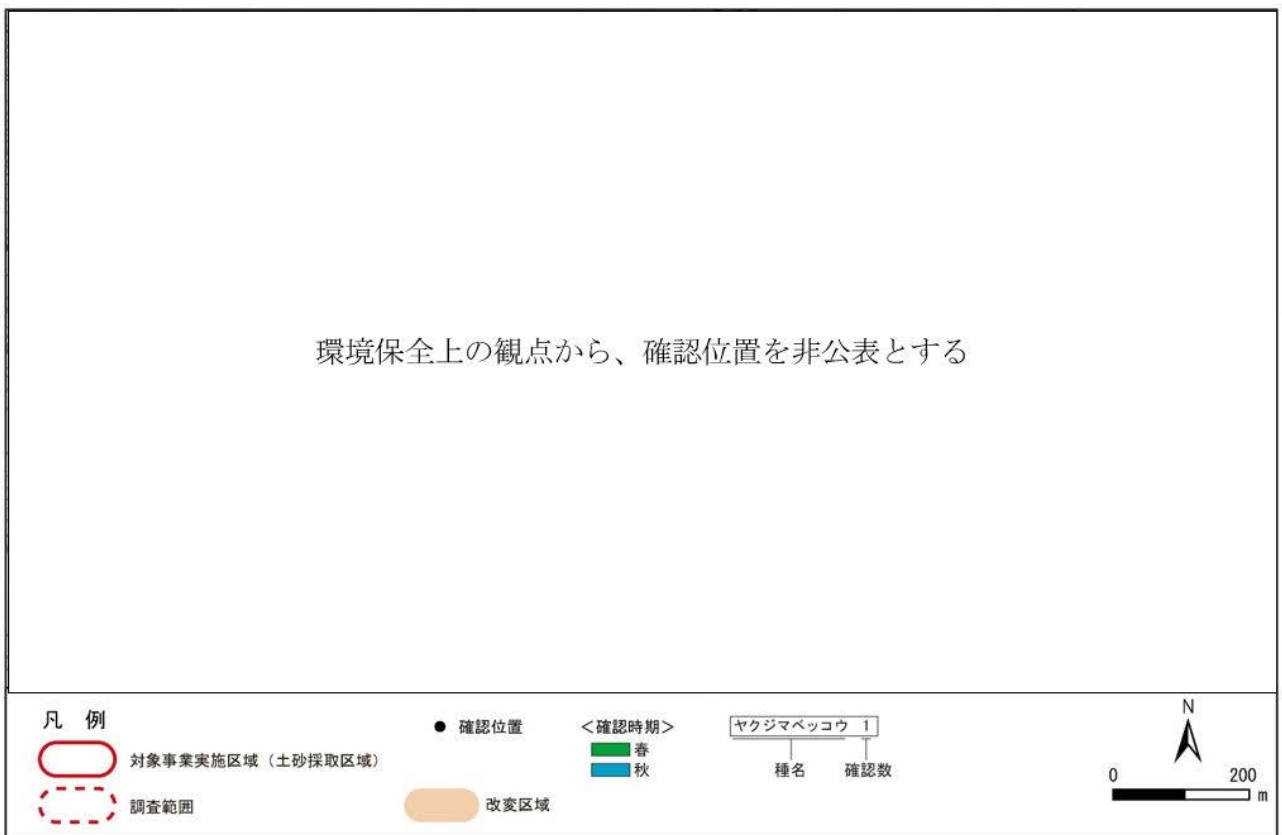 環境保全上の観点から、確認位置を非公表とする
凡 例
対象事業実施区域(土砂採取区域)
調査範囲
● 確認位置
改変区域
<確認時期>
春
秋
ヤクジマベッコウ 1
種名 確認数
N
0 200
m